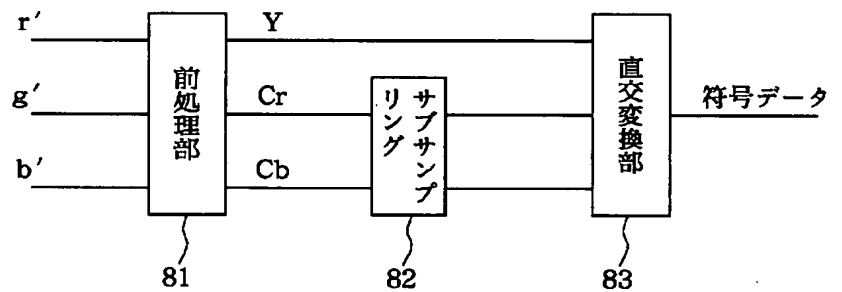 r′
Y
g′
Cr
b′
Cb
前処理部
サブサンプ
リング
直交変換部
符号データ
81
82
83